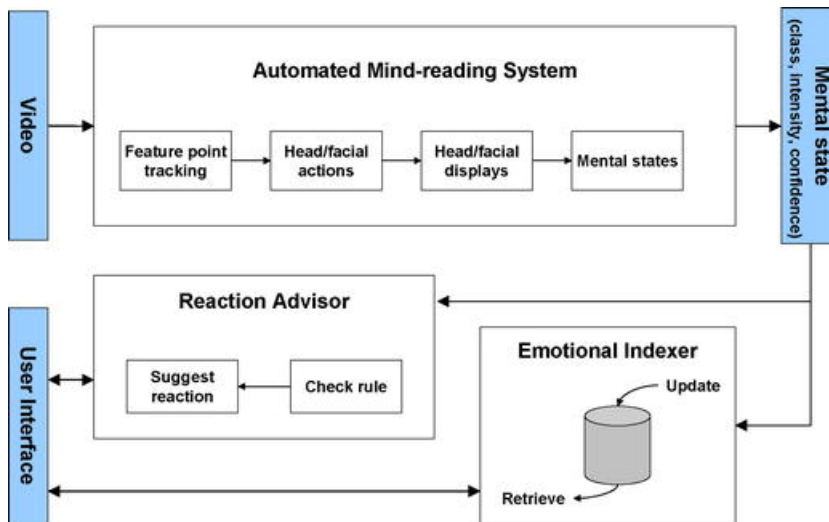 Video
Automated Mind-reading System
Feature point
tracking
Head/facial
actions
Head/facial
displays
Mental states
Mental state
(class, intensity, confidence)
User Interface
Reaction Advisor
Suggest
reaction
Check rule
Emotional Indexer
Update
Retrieve